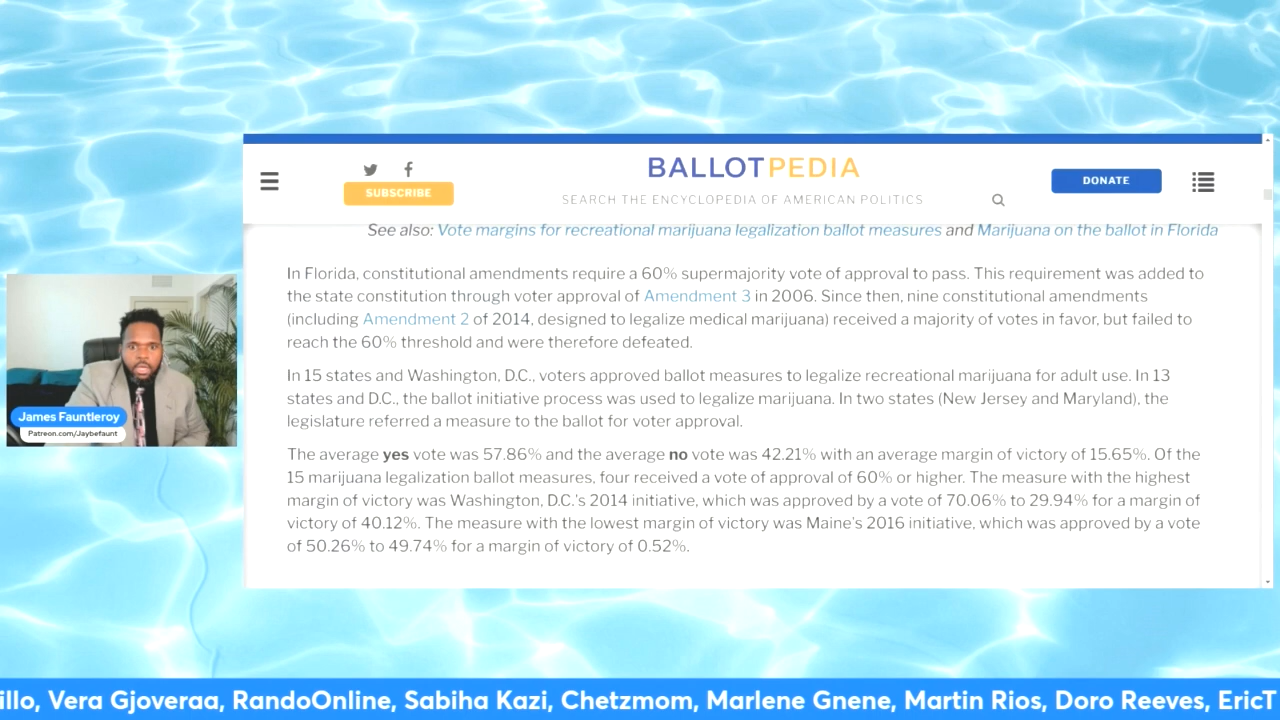 BALLOTPEDIA
SUBSCRIBE
SEARCH THE ENCYCLOPEDIA OF AMERICAN POLITICS
DONATE
See also: Vote margins for recreational marijuana legalization ballot measures and Marijuana on the ballot in Florida
In Florida, constitutional amendments require a 60% supermajority vote of approval to pass. This requirement was added to
the state constitution through voter approval of Amendment 3 in 2006. Since then, nine constitutional amendments
(including Amendment 2 of 2014, designed to legalize medical marijuana) received a majority of votes in favor, but failed to
reach the 60% threshold and were therefore defeated.
In 15 states and Washington, D.C., voters approved ballot measures to legalize recreational marijuana for adult use. In 13
states and D.C., the ballot initiative process was used to legalize marijuana. In two states (New Jersey and Maryland), the
legislature referred a measure to the ballot for voter approval.
The average yes vote was 57.86% and the average no vote was 42.21% with an average margin of victory of 15.65%. Of the
15 marijuana legalization ballot measures, four received a vote of approval of 60% or higher. The measure with the highest
margin of victory was Washington, D.C.'s 2014 initiative, which was approved by a vote of 70.06% to 29.94% for a margin of
victory of 40.12%. The measure with the lowest margin of victory was Maine's 2016 initiative, which was approved by a vote
of 50.26% to 49.74% for a margin of victory of 0.52%.
James Fauntleroy
Patreon.com/Jaybefaunt
illo, Vera Gjoveraa, RandoOnline, Sabiha Kazi, Chetzmom, Marlene Gnene, Martin Rios, Doro Reeves, EricT